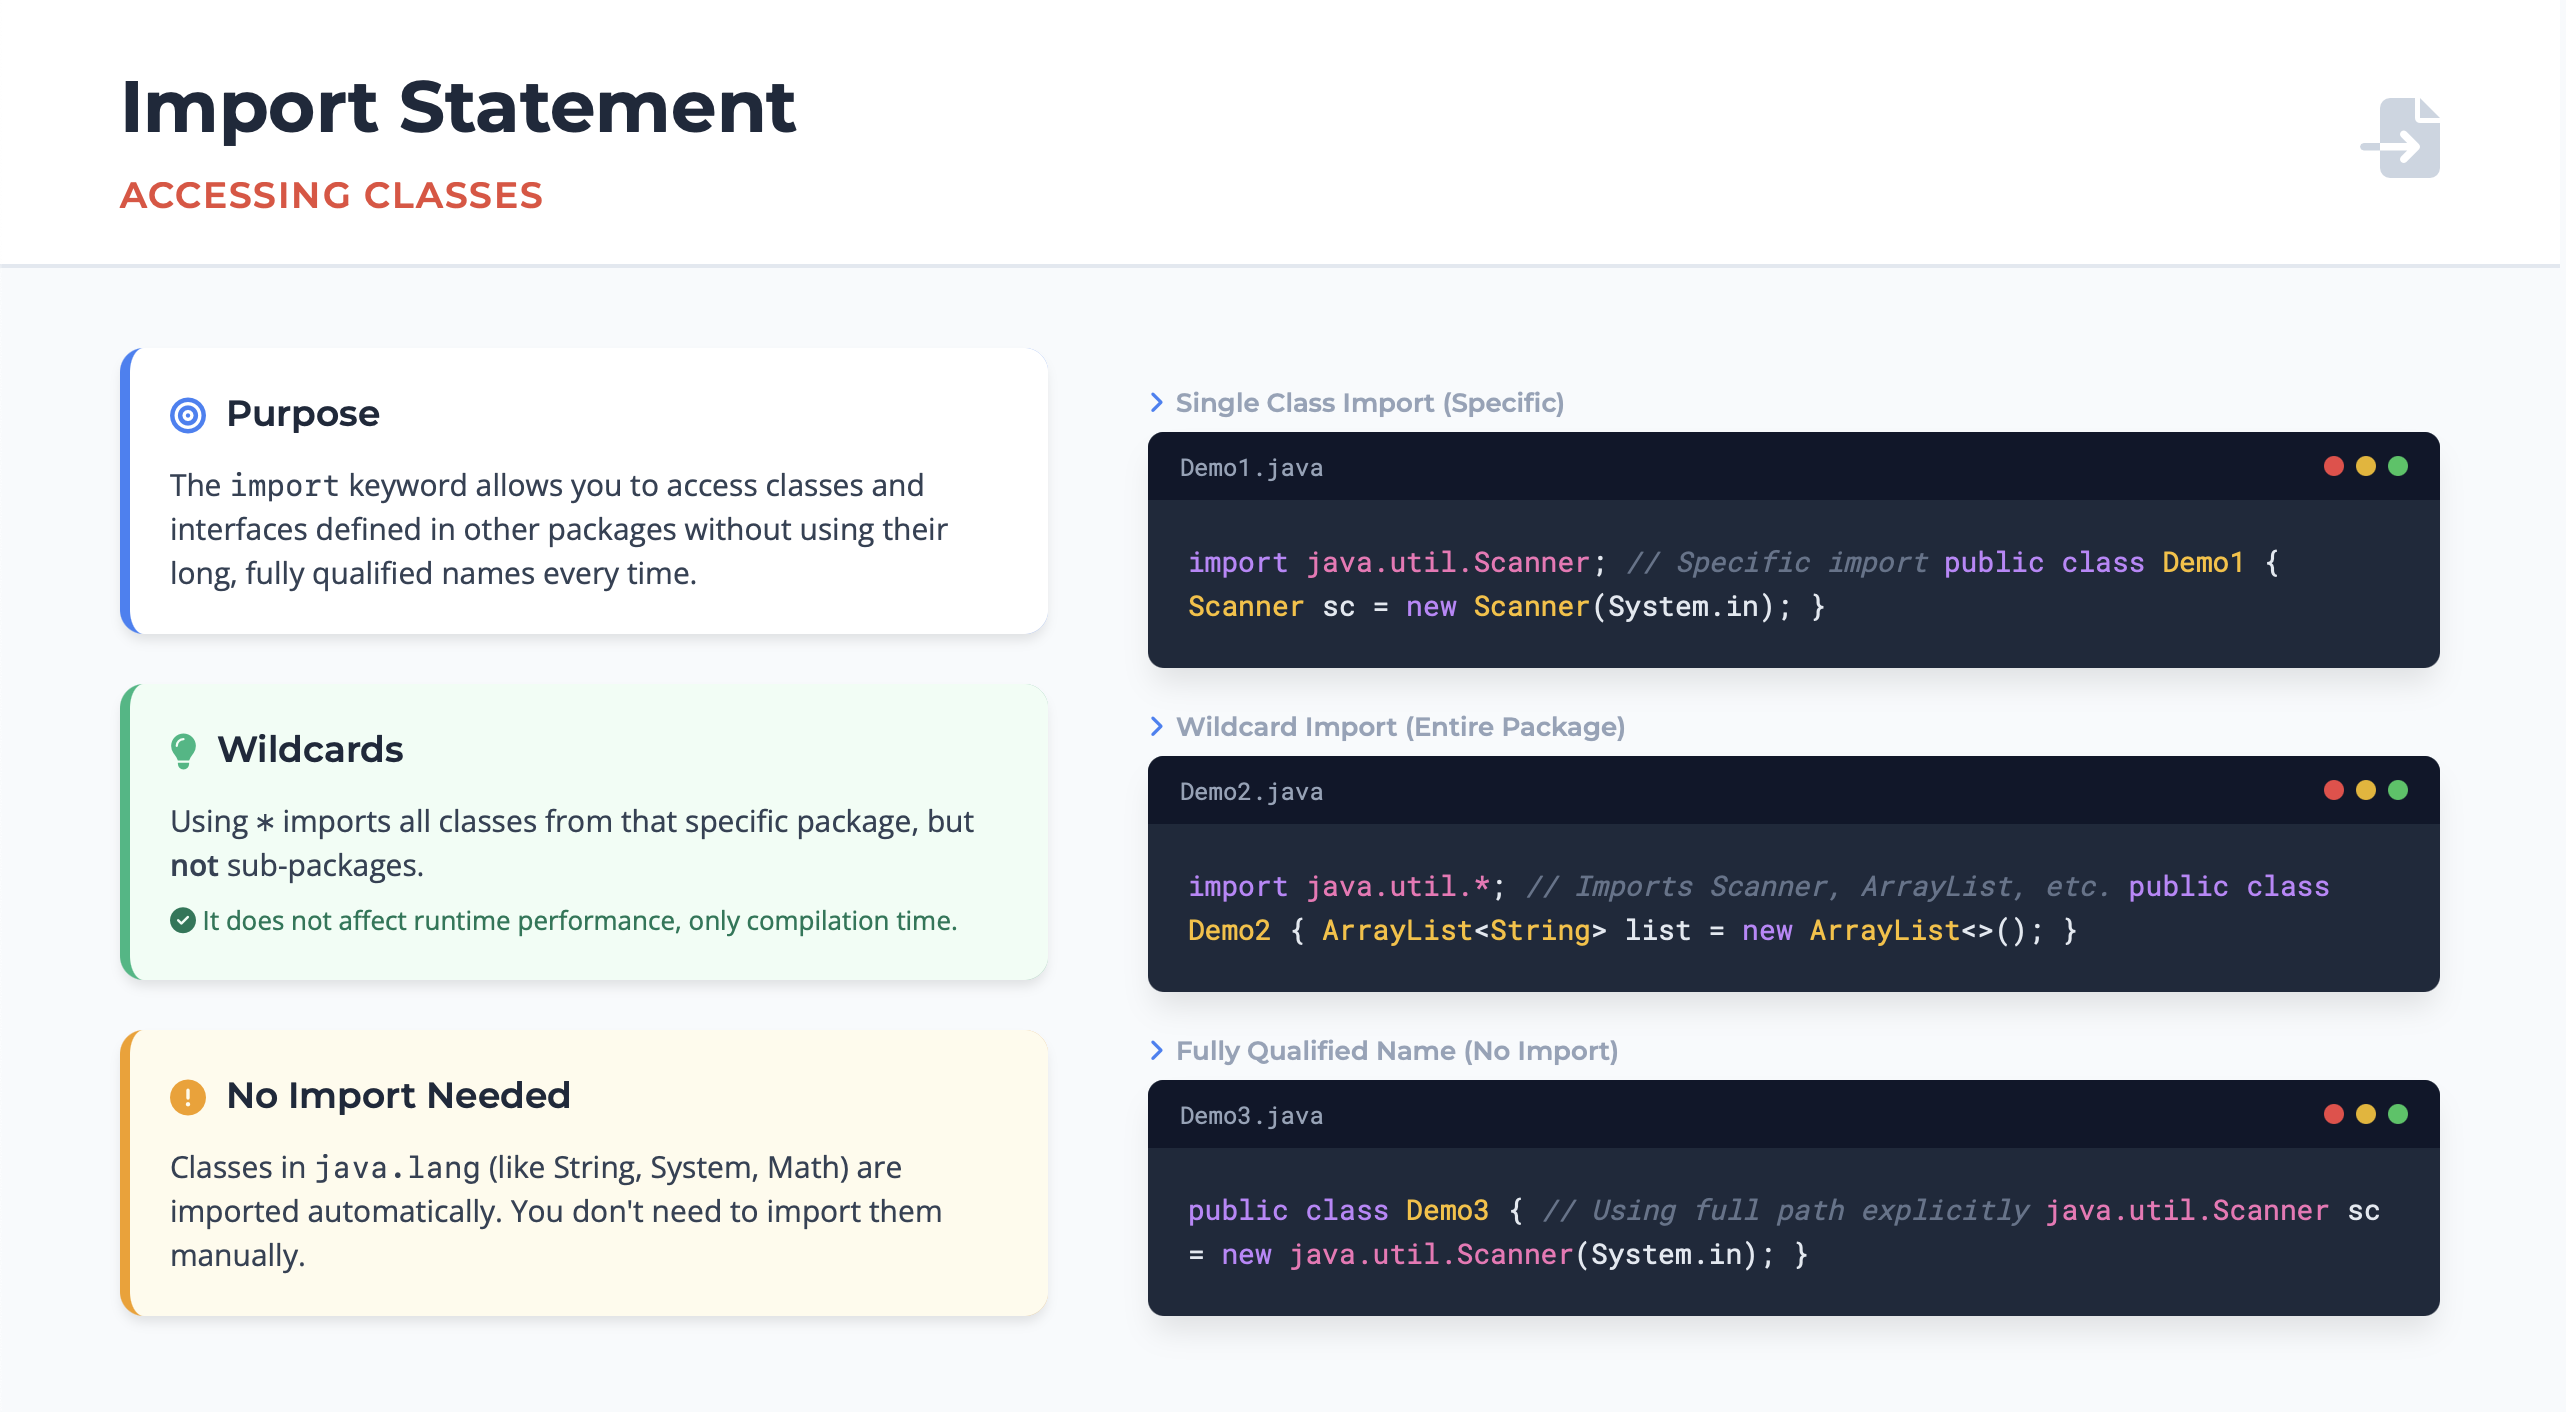 Import Statement
ACCESSING CLASSES
Purpose
The import keyword allows you to access classes and
interfaces defined in other packages without using their
long, fully qualified names every time.
Wildcards
Using * imports all classes from that specific package, but
not sub-packages.
It does not affect runtime performance, only compilation time.
No Import Needed
Classes in java.lang (like String, System, Math) are
imported automatically. You don't need to import them
manually.
Single Class Import (Specific)
Demo1.java
import java.util.Scanner; // Specific import public class Demo1 {
Scanner sc = new Scanner(System.in); }
Wildcard Import (Entire Package)
Demo2.java
import java.util.*; // Imports Scanner, ArrayList, etc. public class
Demo2 { ArrayList<String> list = new ArrayList<>(); }
Fully Qualified Name (No Import)
Demo3.java
public class Demo3 { // Using full path explicitly java.util.Scanner sc
= new java.util.Scanner(System.in); }